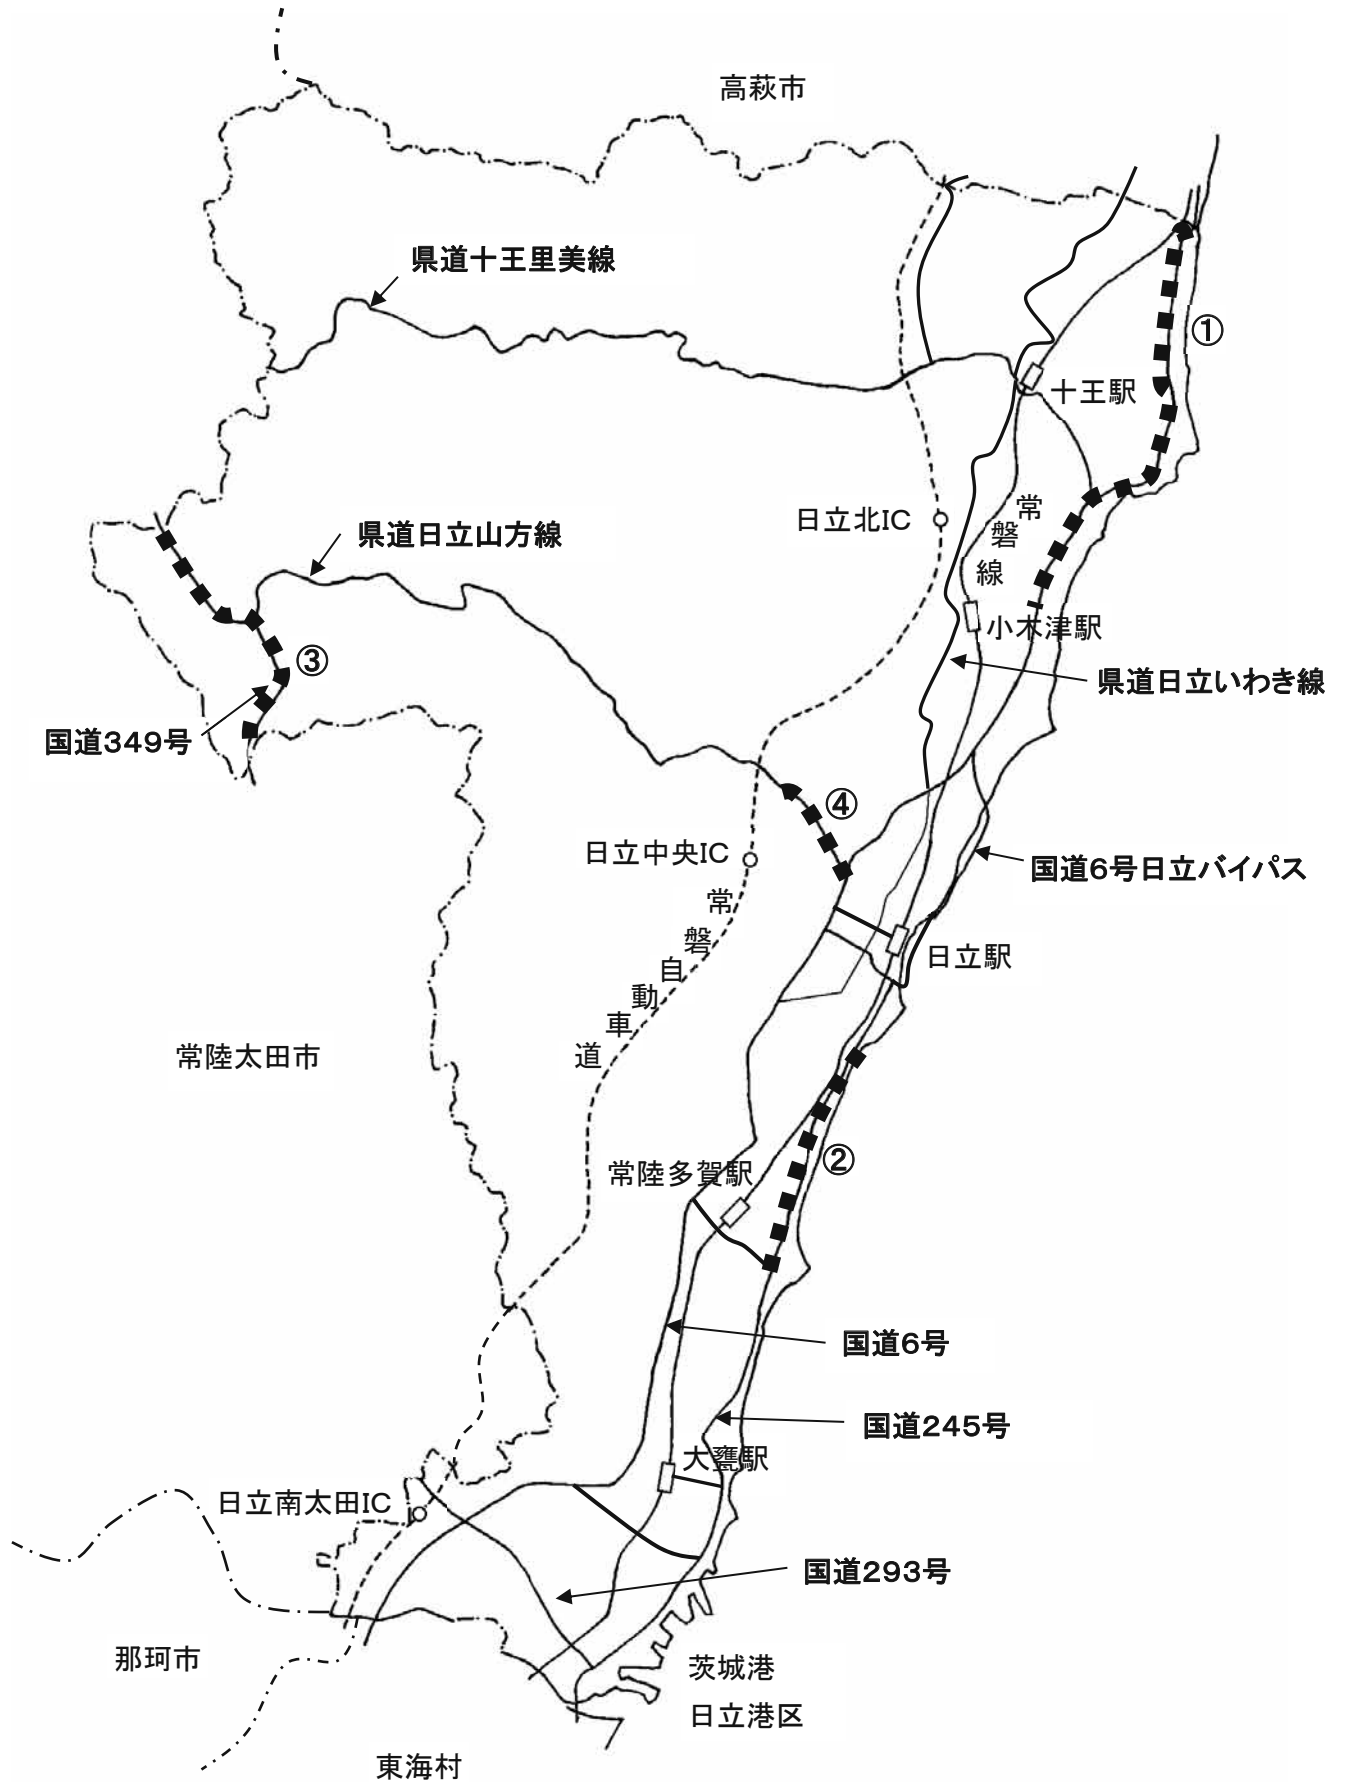 高萩市
県道十王里美線
①
十王駅
日立北IC
常磐線
県道日立山方線
小木津駅
③
県道日立いわき線
国道349号
④
日立中央IC
国道6号日立バイパス
常磐自動車道
日立駅
常陸太田市
②
常陸多賀駅
国道6号
国道245号
大甕駅
日立南太田IC
国道293号
那珂市
茨城港
日立港区
東海村